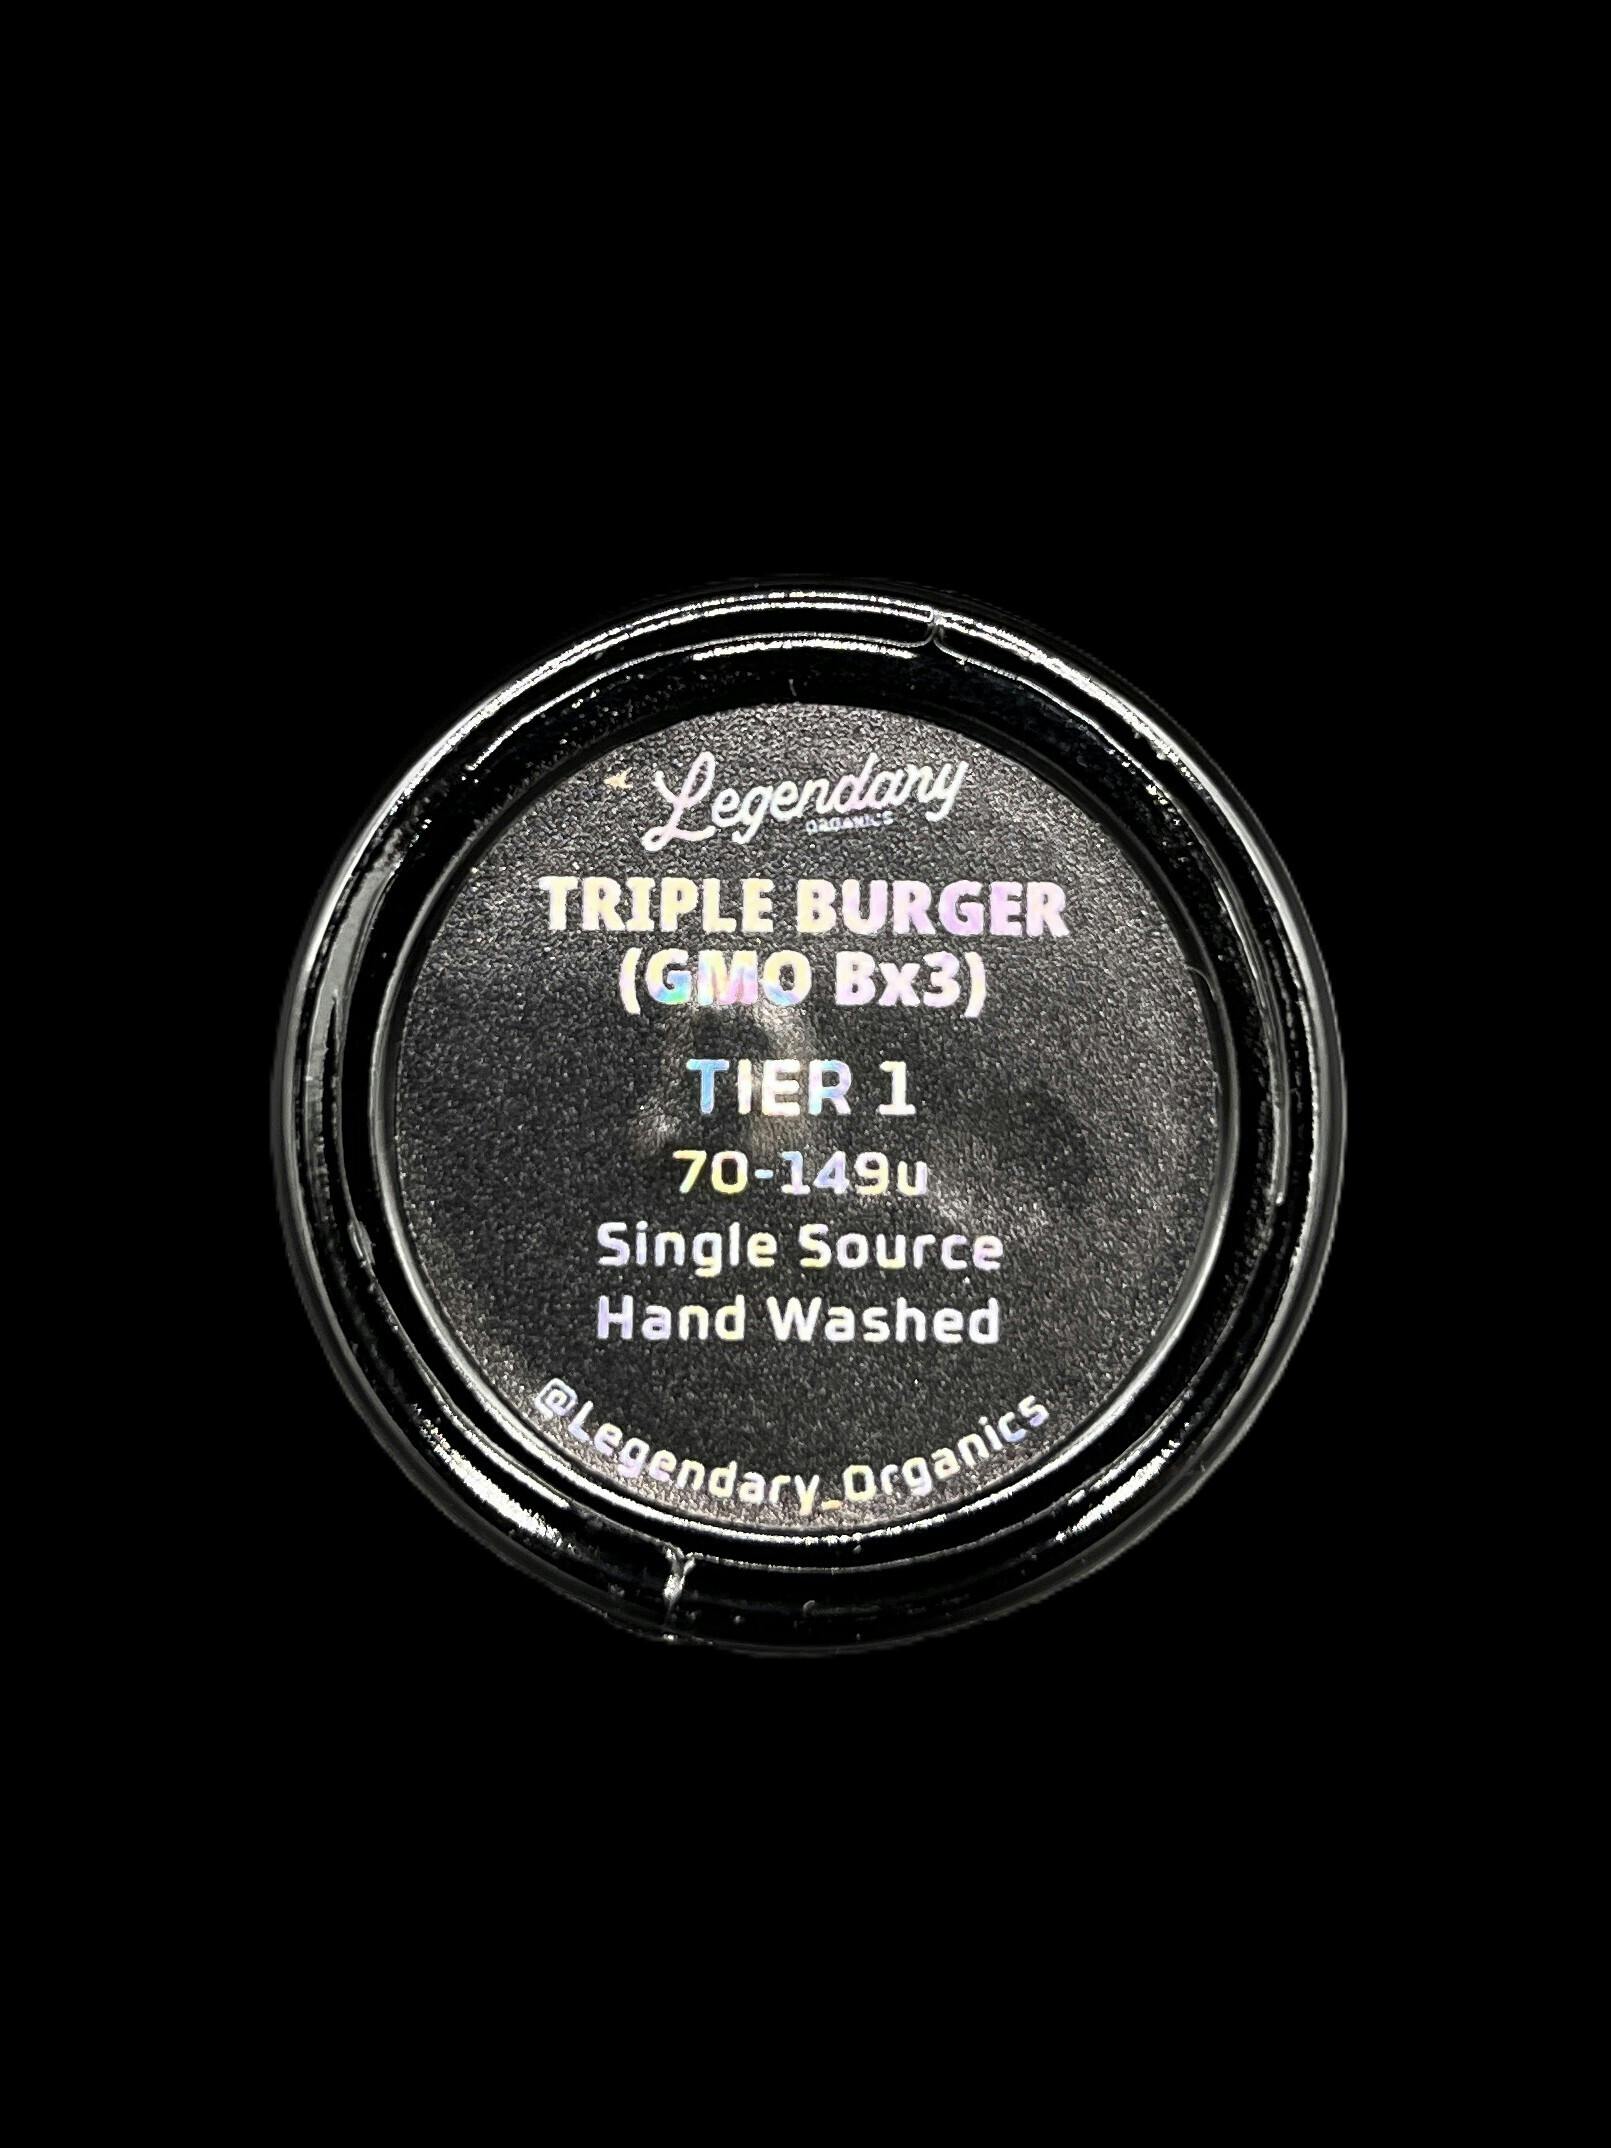 Legendary
ORGANICS
TRIPLE BURGER
(GMO Bx3)
TIER 1
70-149u
Single Source
Hand Washed
@Legendary_Organics